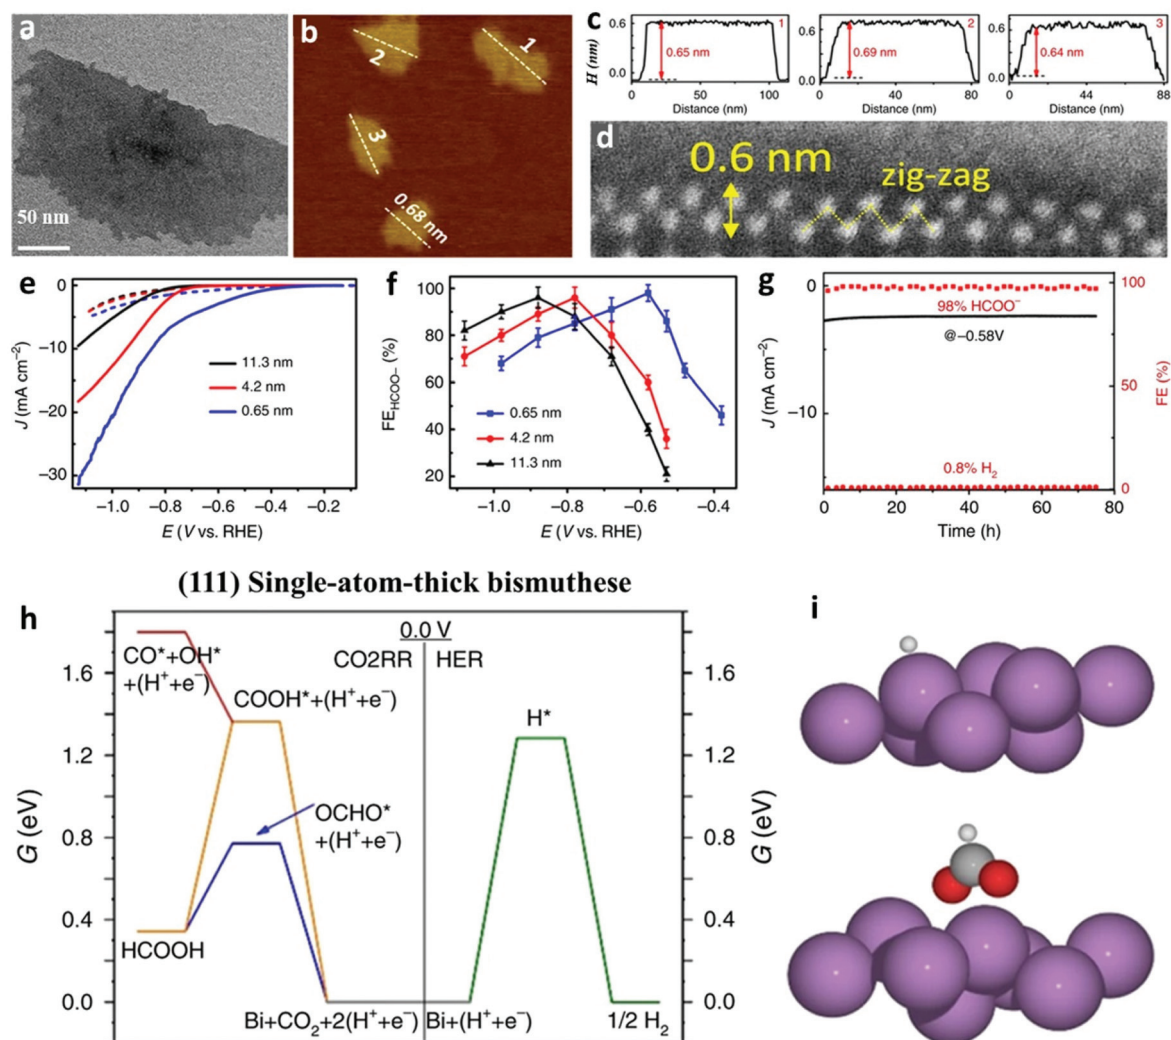 a
50 nm
b
1
2
3
0.68 nm
c
H (nm)
0.6
0.3
0.0
0.65 nm
1
0
50
100
Distance (nm)
0.6
0.3
0.0
0.69 nm
2
0
40
80
Distance (nm)
0.6
0.3
0.0
0.64 nm
3
0
44
88
Distance (nm)
d
0.6 nm
zig-zag
e
0
−10
−20
−30
J (mA cm⁻²)
11.3 nm
4.2 nm
0.65 nm
−1.0
−0.8
−0.6
−0.4
−0.2
E (V vs. RHE)
f
100
80
60
40
20
FE_HCOO− (%)
0.65 nm
4.2 nm
11.3 nm
−1.0
−0.8
−0.6
−0.4
E (V vs. RHE)
g
0
−10
J (mA cm⁻²)
98% HCOO⁻
@−0.58V
0.8% H₂
100
50
0
FE (%)
0
20
40
60
80
Time (h)
(111) Single-atom-thick bismuthese
h
0.0 V
CO2RR
HER
1.6
1.2
0.8
0.4
0.0
G (eV)
CO*+OH*
+(H⁺+e⁻)
COOH*+(H⁺+e⁻)
OCHO*
+(H⁺+e⁻)
HCOOH
H*
Bi+CO₂+2(H⁺+e⁻)
Bi+(H⁺+e⁻)
1/2 H₂
1.6
1.2
0.8
0.4
0.0
G (eV)
i